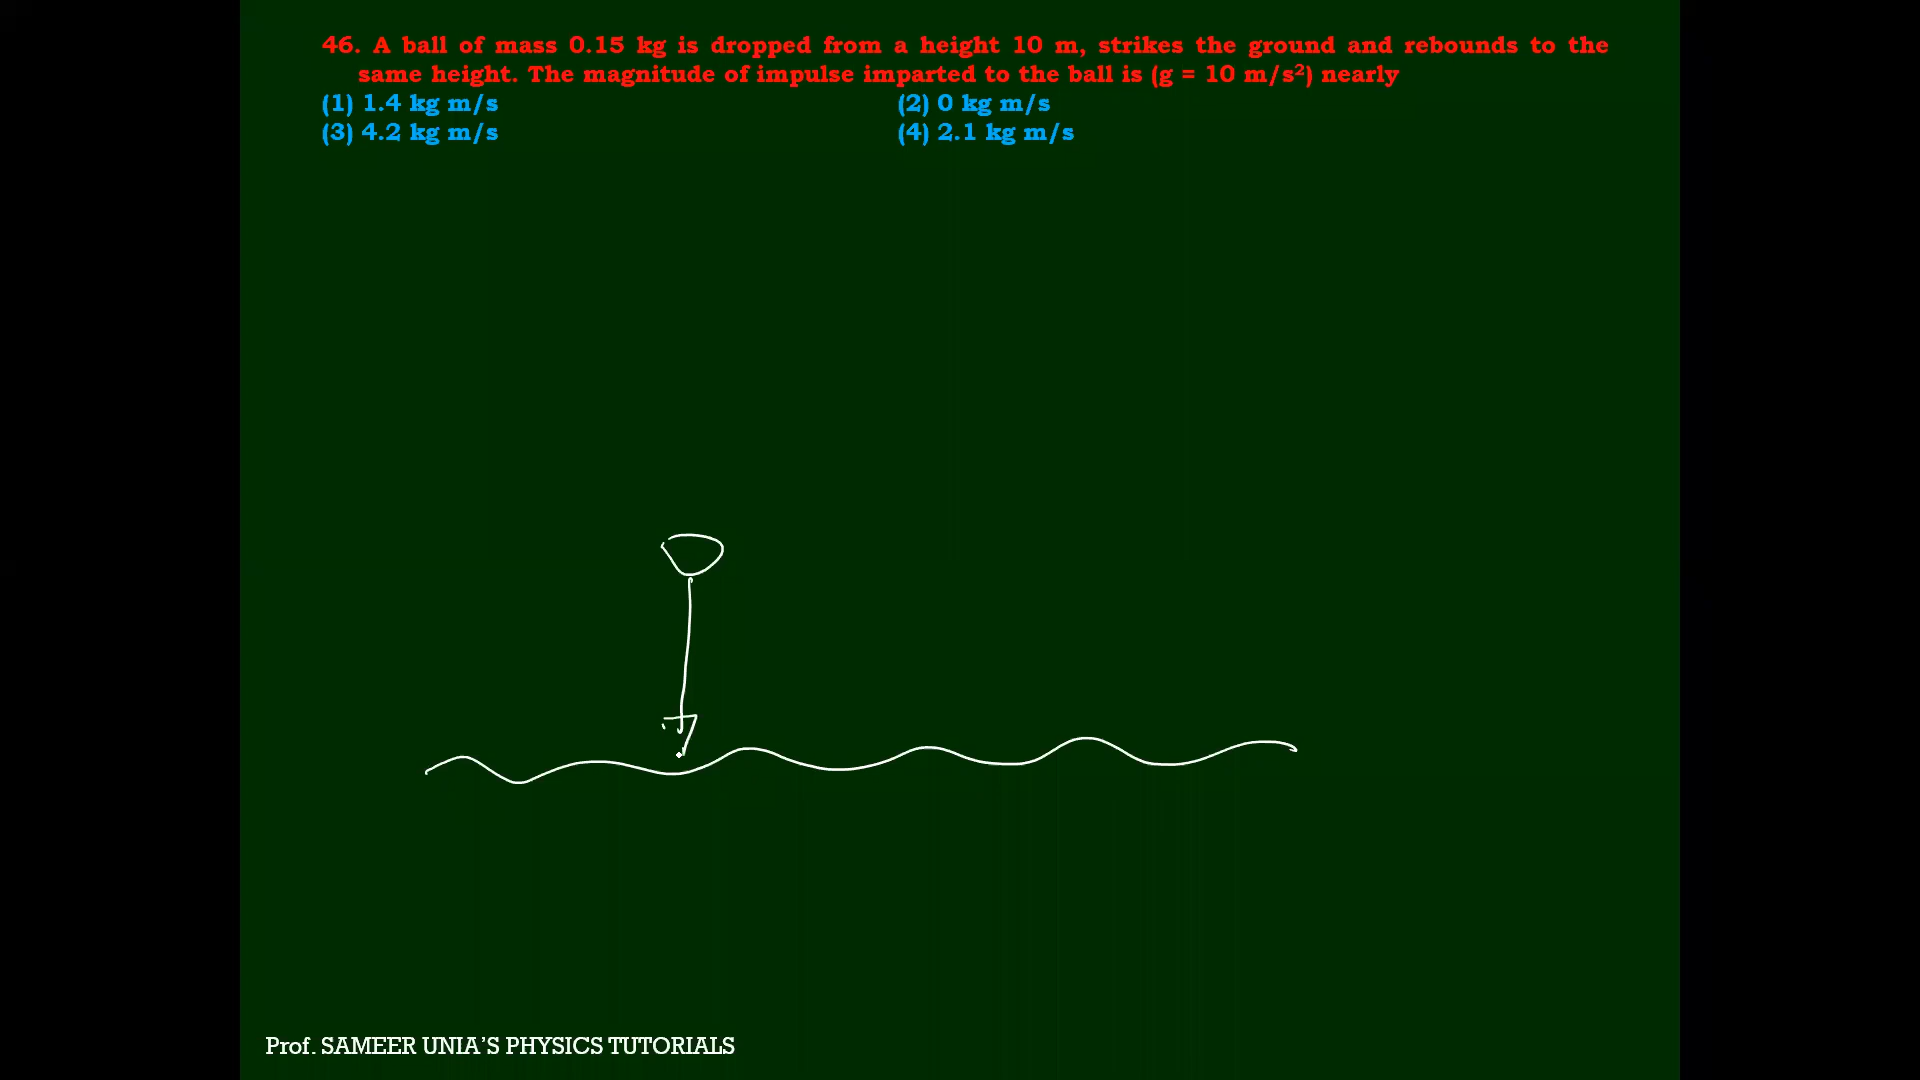 46. A ball of mass 0.15 kg is dropped from a height 10 m, strikes the ground and rebounds to the
same height. The magnitude of impulse imparted to the ball is (g = 10 m/s²) nearly
(1) 1.4 kg m/s (2) 0 kg m/s
(3) 4.2 kg m/s (4) 2.1 kg m/s
Prof. SAMEER UNIA'S PHYSICS TUTORIALS